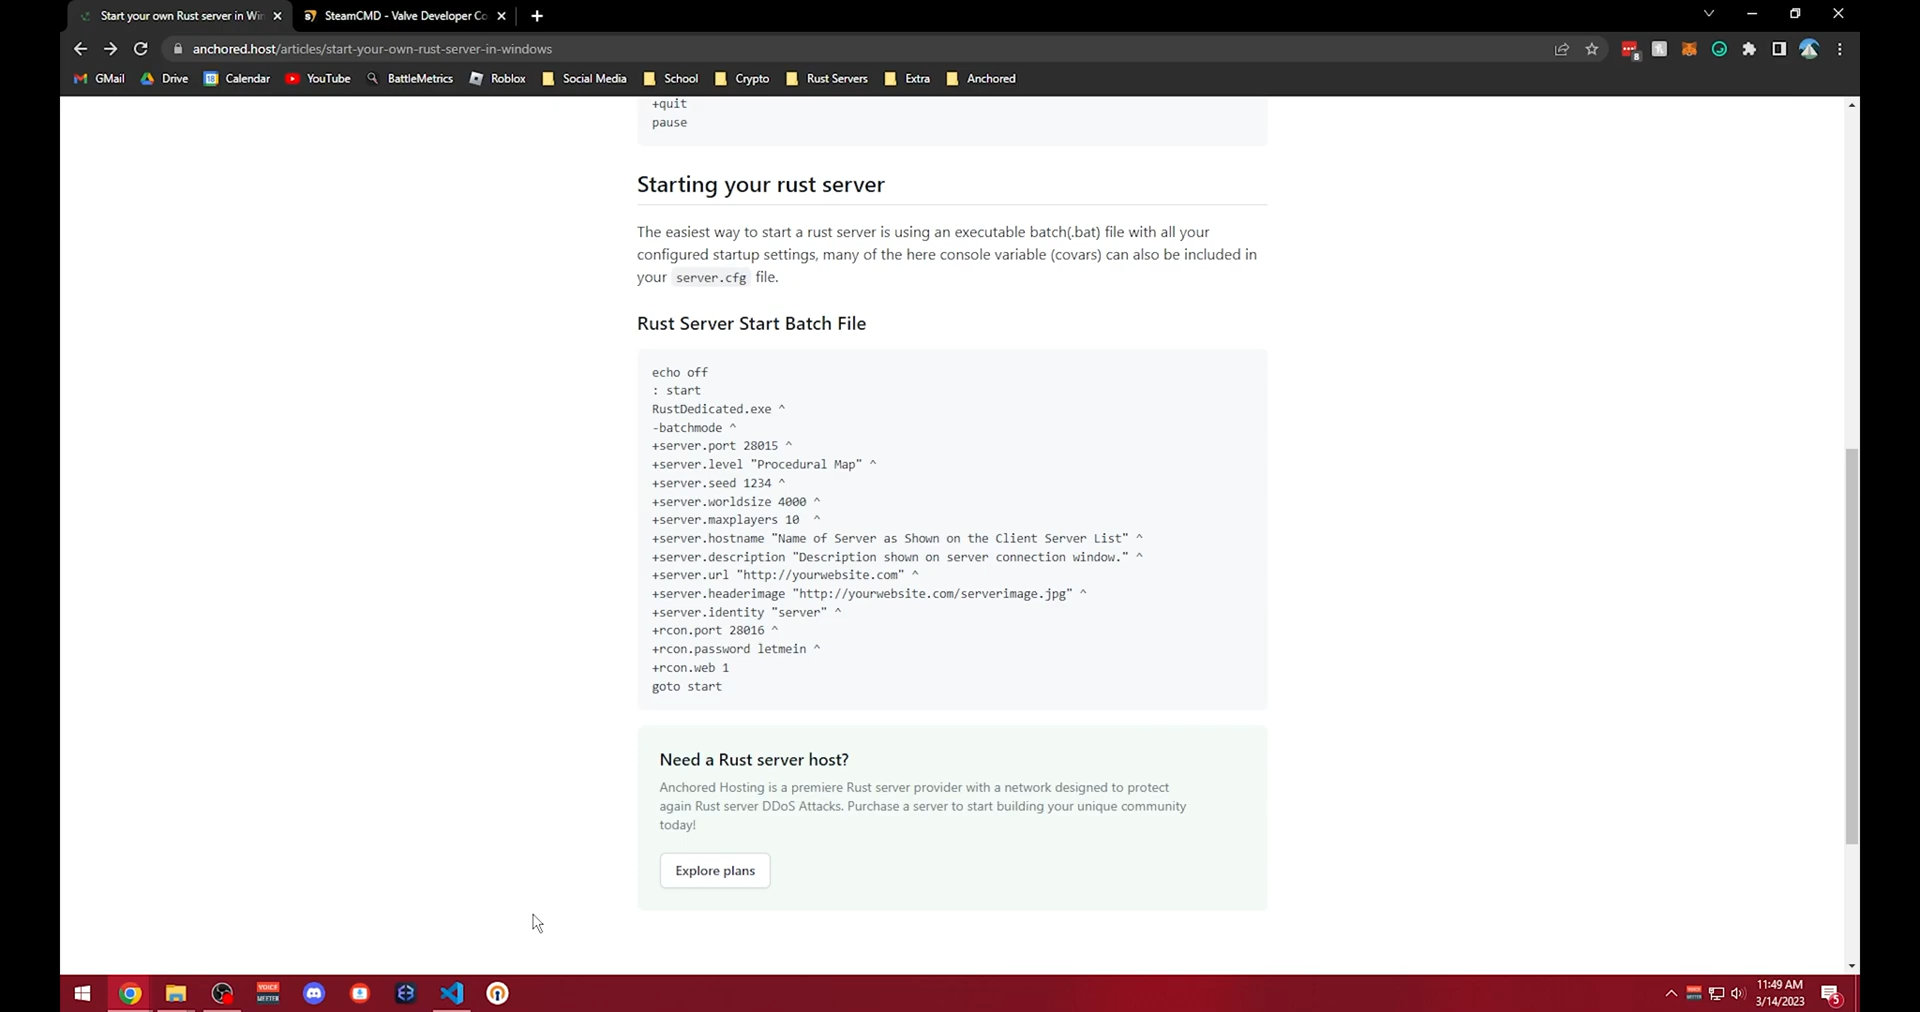 Start your own Rust server in Win
SteamCMD - Valve Developer Co
anchored.host/articles/start-your-own-rust-server-in-windows
8
GMail
18
Calendar
Drive
YouTube
BattleMetrics
Roblox
Social Media
School
Crypto
Rust Servers
Extra
Anchored
+quit
pause
Starting your rust server
The easiest way to start a rust server is using an executable batch(.bat) file with all your
configured startup settings, many of the here console variable (covars) can also be included in
your server.cfg file.
Rust Server Start Batch File
echo off
: start
RustDedicated.exe ^
-batchmode ^
+server.port 28015 ^
+server.level "Procedural Map" ^
+server.seed 1234 ^
+server.worldsize 4000 ^
+server.maxplayers 10  ^
+server.hostname "Name of Server as Shown on the Client Server List" ^
+server.description "Description shown on server connection window." ^
+server.url "http://yourwebsite.com" ^
+server.headerimage "http://yourwebsite.com/serverimage.jpg" ^
+server.identity "server" ^
+rcon.port 28016 ^
+rcon.password letmein ^
+rcon.web 1
goto start
Need a Rust server host?
Anchored Hosting is a premiere Rust server provider with a network designed to protect
again Rust server DDoS Attacks. Purchase a server to start building your unique community
today!
Explore plans
VOICE
MEETER
11:49 AM
3/14/2023
5